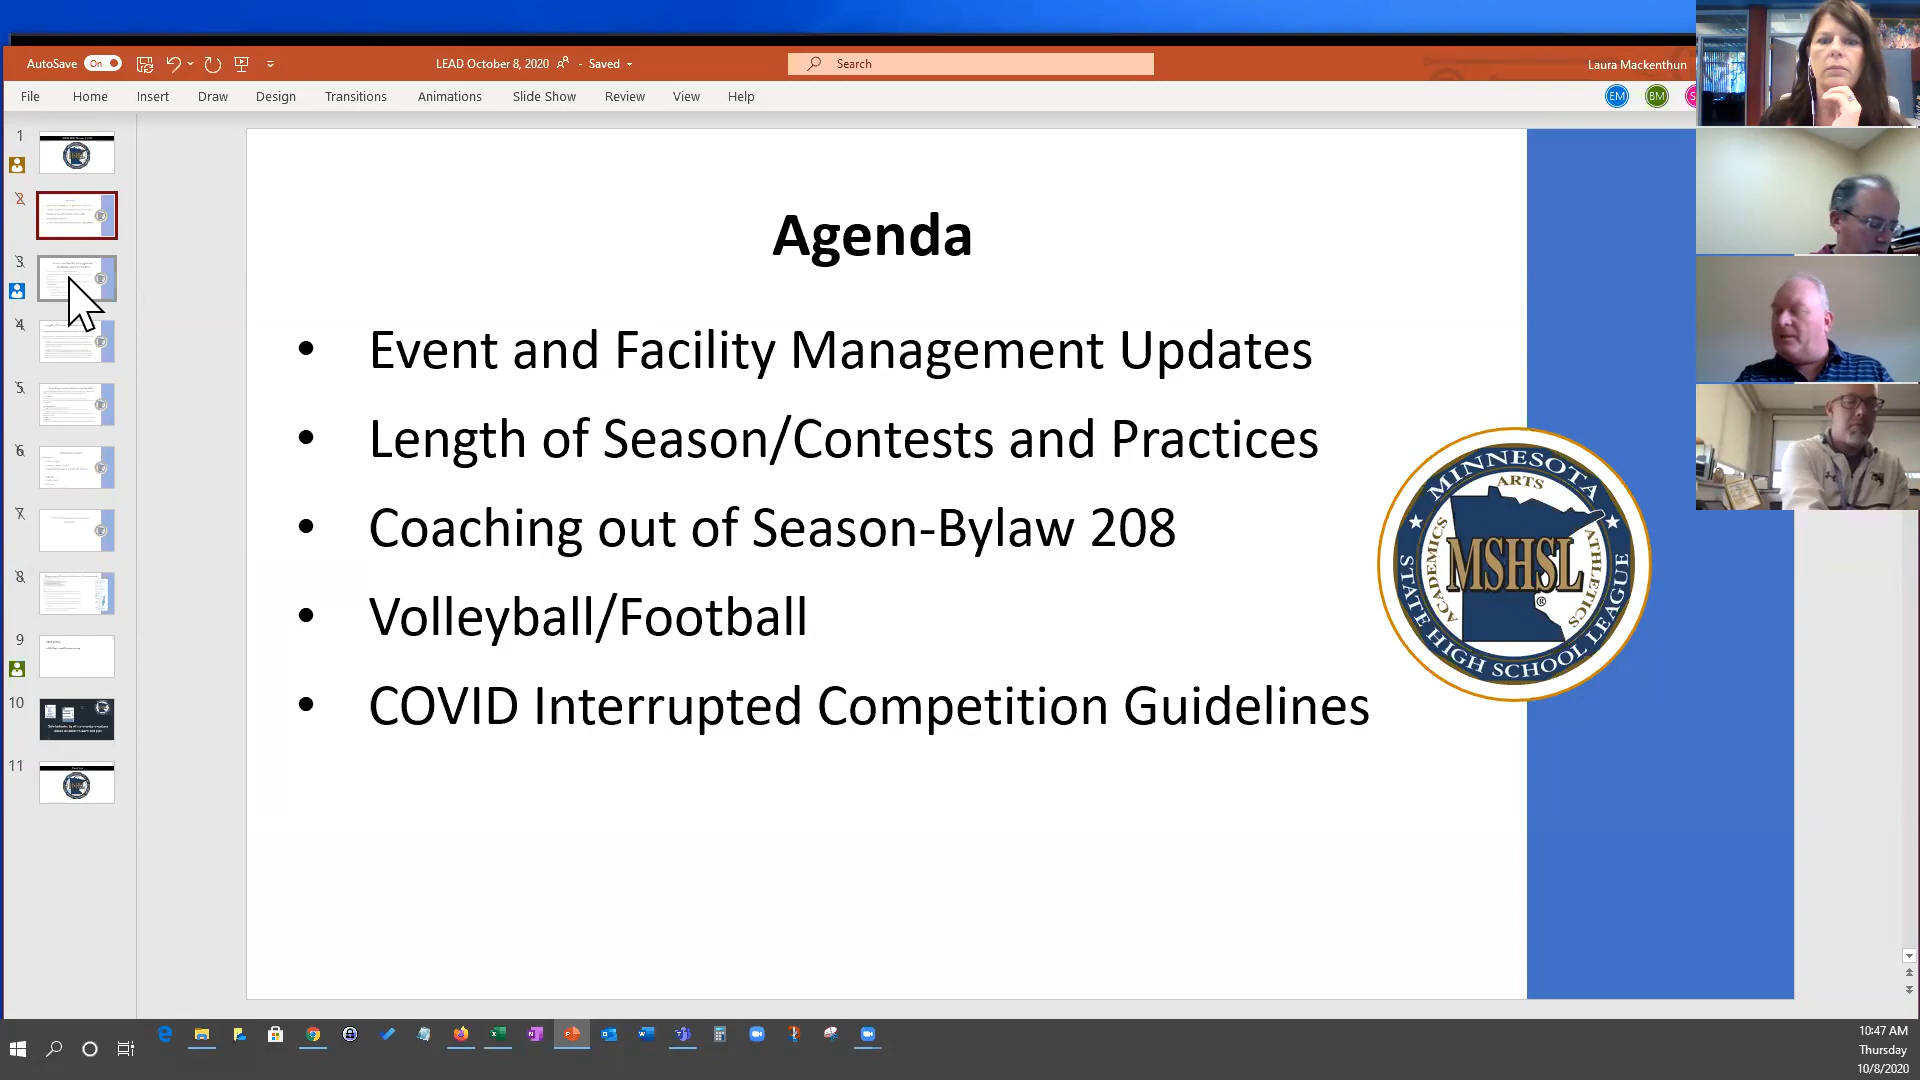 AutoSave On
LEAD October 8, 2020 - Saved
Search
Laura Mackenthun
File Home Insert Draw Design Transitions Animations Slide Show Review View Help
EM BM
1
2
3
4
5
6
7
8
9
10
11
Agenda
• Event and Facility Management Updates
• Length of Season/Contests and Practices
• Coaching out of Season-Bylaw 208
• Volleyball/Football
• COVID Interrupted Competition Guidelines
MINNESOTA
STATE HIGH SCHOOL LEAGUE
ARTS
ACADEMICS
ATHLETICS
MSHSL
®
10:47 AM
Thursday
10/8/2020